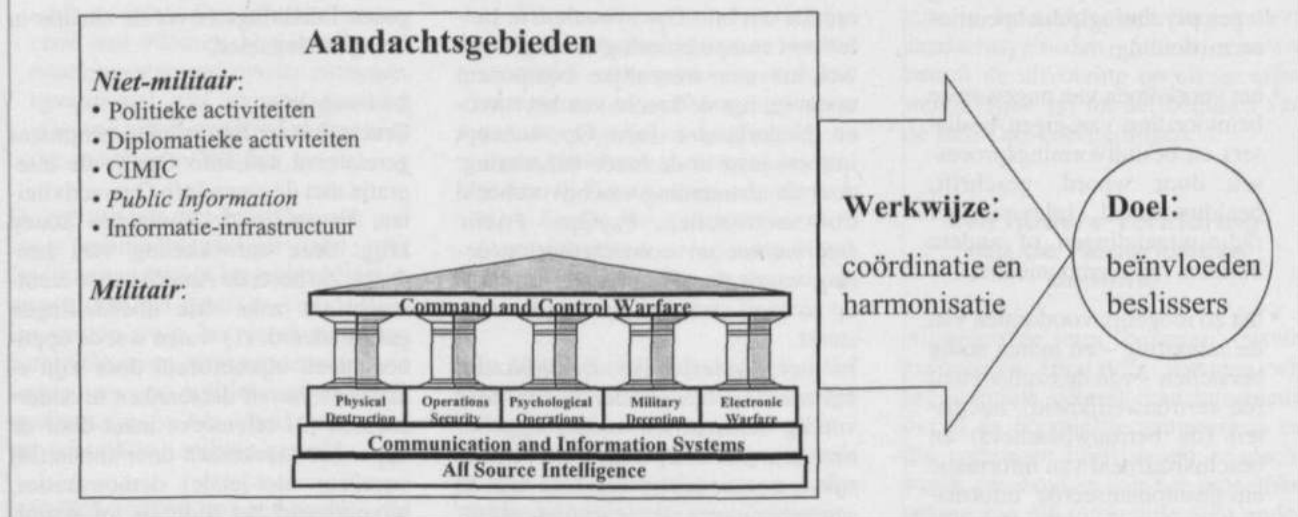 Aandachtsgebieden
Niet-militair:
• Politieke activiteiten
• Diplomatieke activiteiten
• CIMIC
• Public Information
• Informatie-infrastructuur
Militair:
Command and Control Warfare
Physical Destruction
Operations Security
Psychological Operations
Military Deception
Electronic Warfare
Communication and Information Systems
All Source Intelligence
Werkwijze:
coördinatie en
harmonisatie
Doel:
beïnvloeden
beslissers